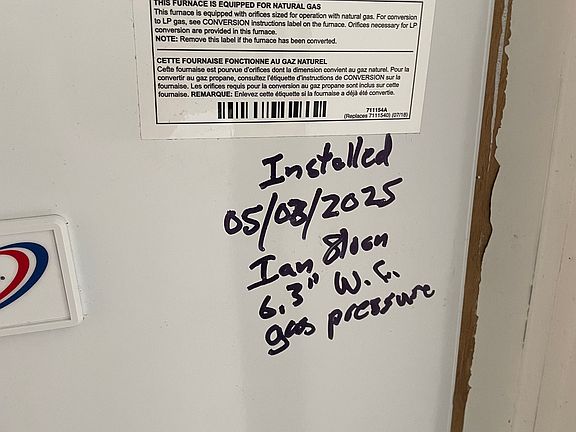 THIS FURNACE IS EQUIPPED FOR NATURAL GAS
This furnace is equipped with orifices sized for operation with natural gas. For conversion
to LP gas, see CONVERSION instructions label on the furnace. Orifices necessary for LP
conversion are provided in this furnace.
NOTE: Remove this label if the furnace has been converted.
CETTE FOURNAISE FONCTIONNE AU GAZ NATUREL
Cette fournaise est pourvue d'orifices dont la dimension convient au gaz naturel. Pour la
convertir au gaz propane, consultez l'étiquette d'instructions de CONVERSION sur la
fournaise. Les orifices requis pour la conversion au gaz propane sont inclus sur cette
fournaise. REMARQUE: Enlevez cette étiquette si la fournaise a déjà été convertie.
711154A
(Replaces 7111540) (07/18)
Installed
05/08/2025
Ian
6.3" W.C.
gas pressure